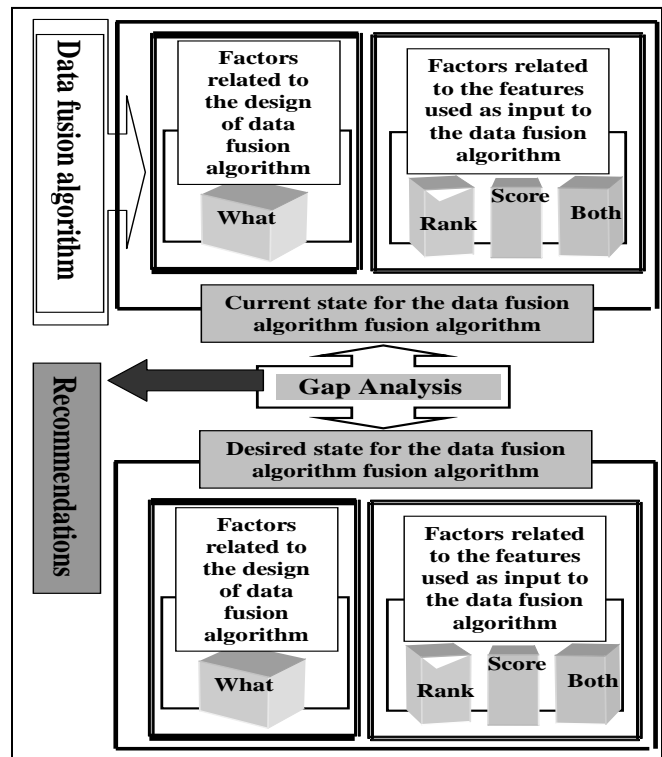 Data fusion algorithm
Factors
related to
the design
of data
fusion
algorithm
What
Factors related
to the features
used as input to
the data fusion
algorithm
Rank
Score
Both
Current state for the data fusion
algorithm fusion algorithm
Gap Analysis
Recommendations
Desired state for the data fusion
algorithm fusion algorithm
Factors
related to
the design
of data
fusion
algorithm
What
Factors related
to the features
used as input to
the data fusion
algorithm
Rank
Score
Both